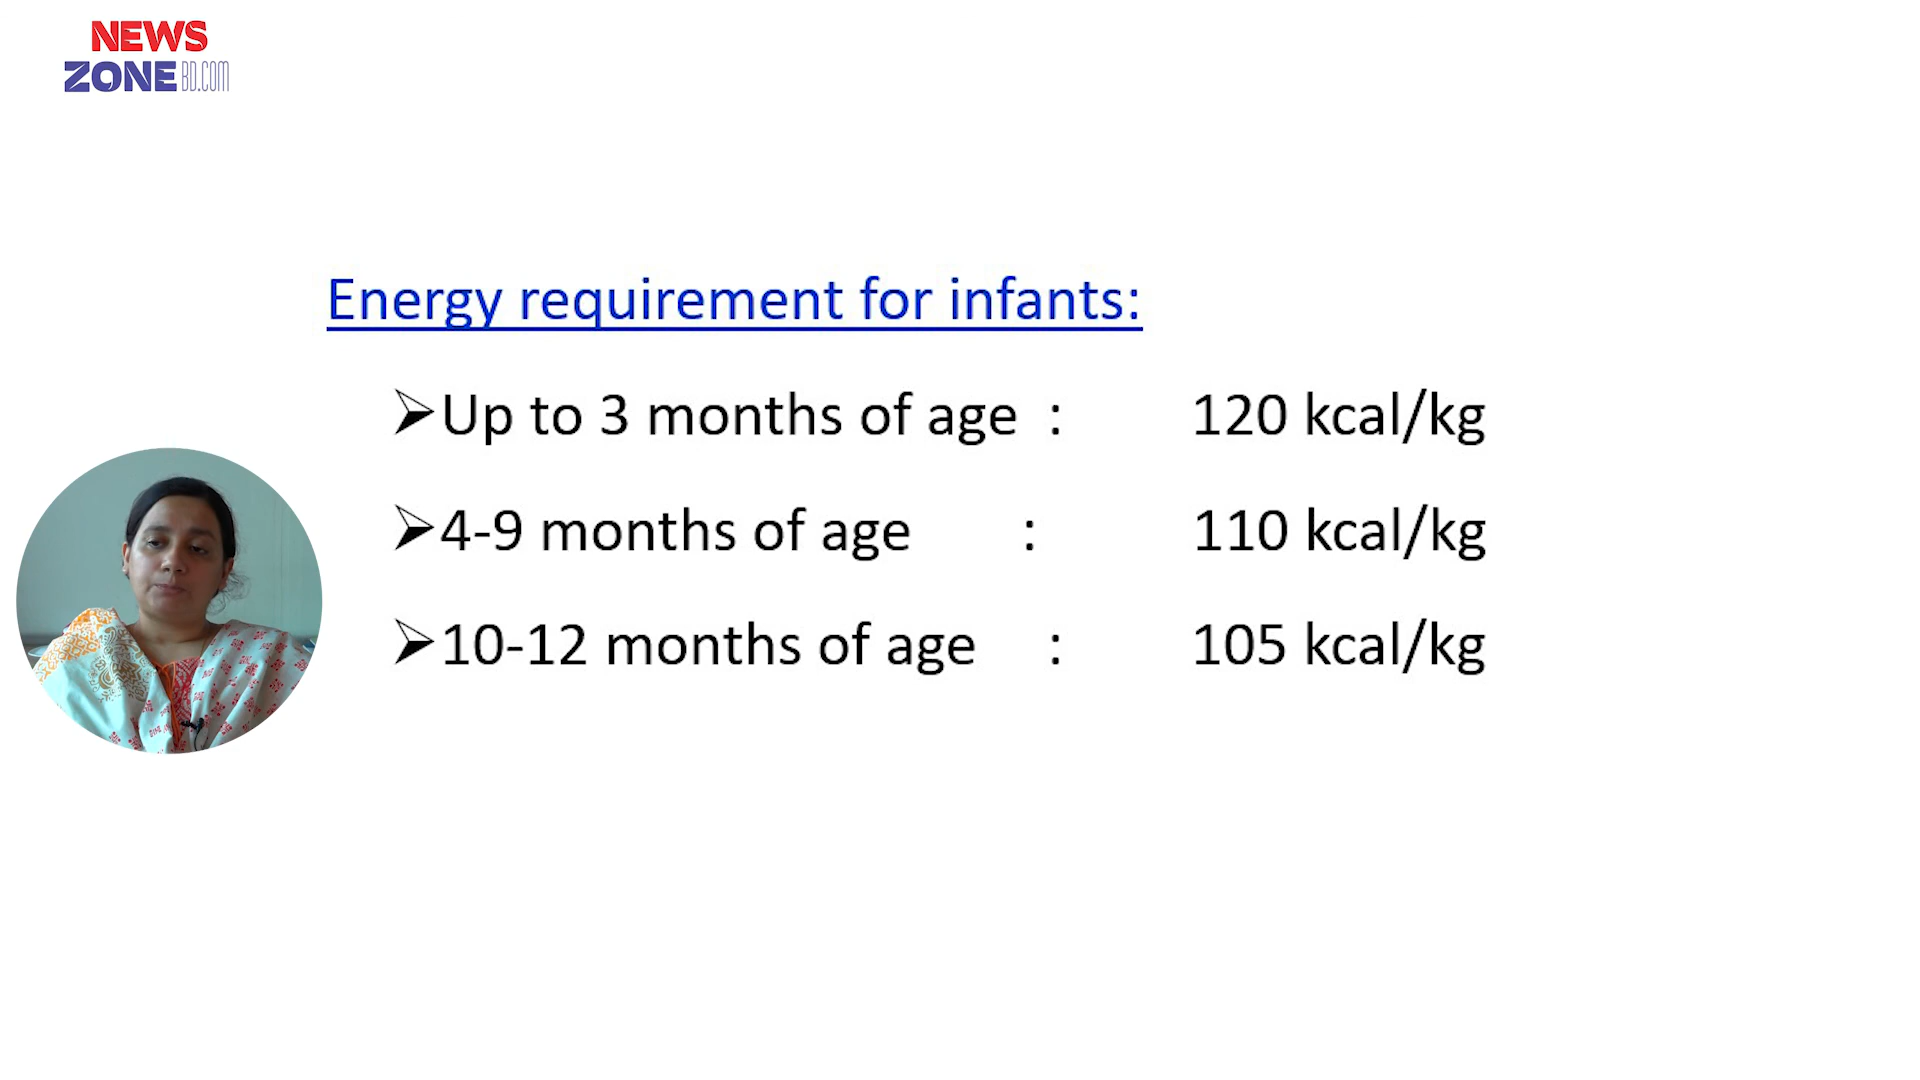 NEWS
ZONE BD.COM
Energy requirement for infants:
➢Up to 3 months of age : 120 kcal/kg
➢4-9 months of age : 110 kcal/kg
➢10-12 months of age : 105 kcal/kg